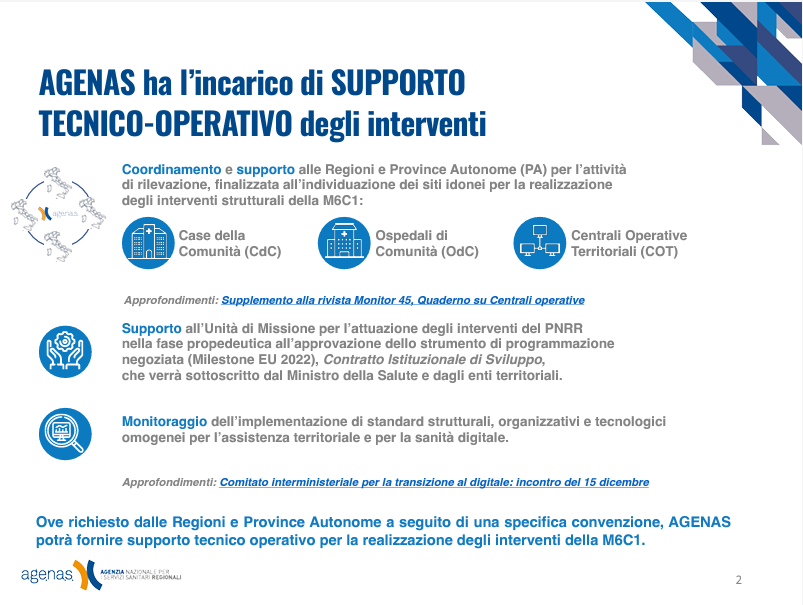 AGENAS ha l’incarico di SUPPORTO
TECNICO-OPERATIVO degli interventi
Coordinamento e supporto alle Regioni e Province Autonome (PA) per l’attività
di rilevazione, finalizzata all’individuazione dei siti idonei per la realizzazione
degli interventi strutturali della M6C1:
agenas
Case della
Comunità (CdC)
Ospedali di
Comunità (OdC)
Centrali Operative
Territoriali (COT)
Approfondimenti: Supplemento alla rivista Monitor 45, Quaderno su Centrali operative
Supporto all’Unità di Missione per l’attuazione degli interventi del PNRR
nella fase propedeutica all’approvazione dello strumento di programmazione
negoziata (Milestone EU 2022), Contratto Istituzionale di Sviluppo,
che verrà sottoscritto dal Ministro della Salute e dagli enti territoriali.
Monitoraggio dell’implementazione di standard strutturali, organizzativi e tecnologici
omogenei per l’assistenza territoriale e per la sanità digitale.
Approfondimenti: Comitato interministeriale per la transizione al digitale: incontro del 15 dicembre
Ove richiesto dalle Regioni e Province Autonome a seguito di una specifica convenzione, AGENAS
potrà fornire supporto tecnico operativo per la realizzazione degli interventi della M6C1.
agenas
AGENZIA NAZIONALE PER
I SERVIZI SANITARI REGIONALI
2